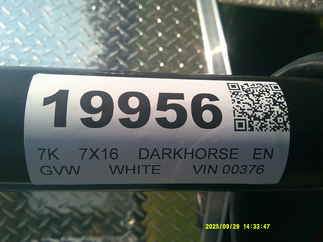 19956
7K 7X16 DARKHORSE EN
GVW WHITE VIN 00376
2025/09/29 14:33:47